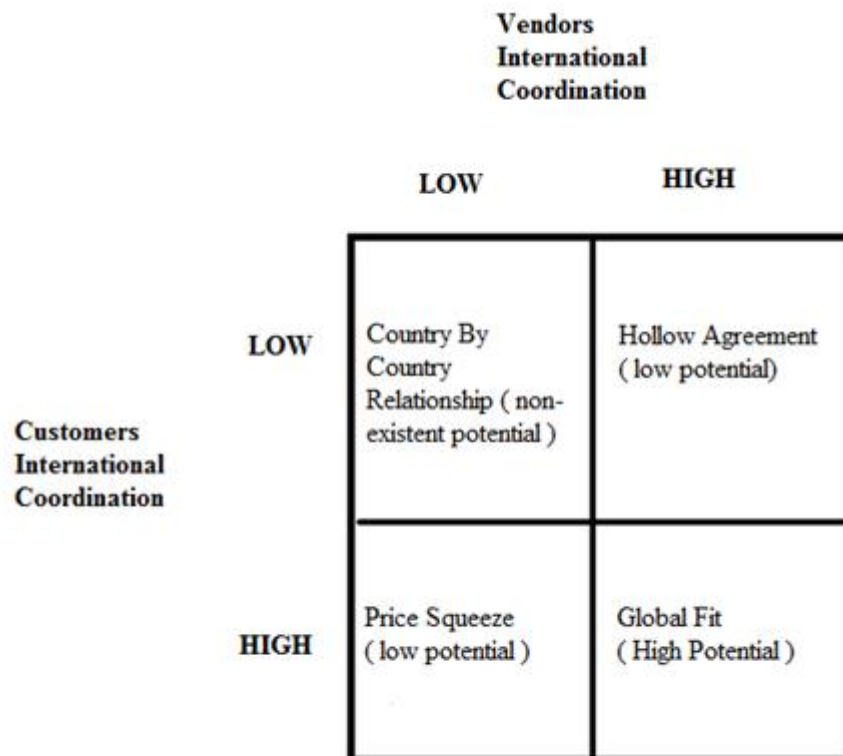 Vendors
International
Coordination
LOW
HIGH
LOW
Country By
Country
Relationship ( non-
existent potential )
Hollow Agreement
( low potential)
Customers
International
Coordination
HIGH
Price Squeeze
( low potential )
Global Fit
( High Potential )